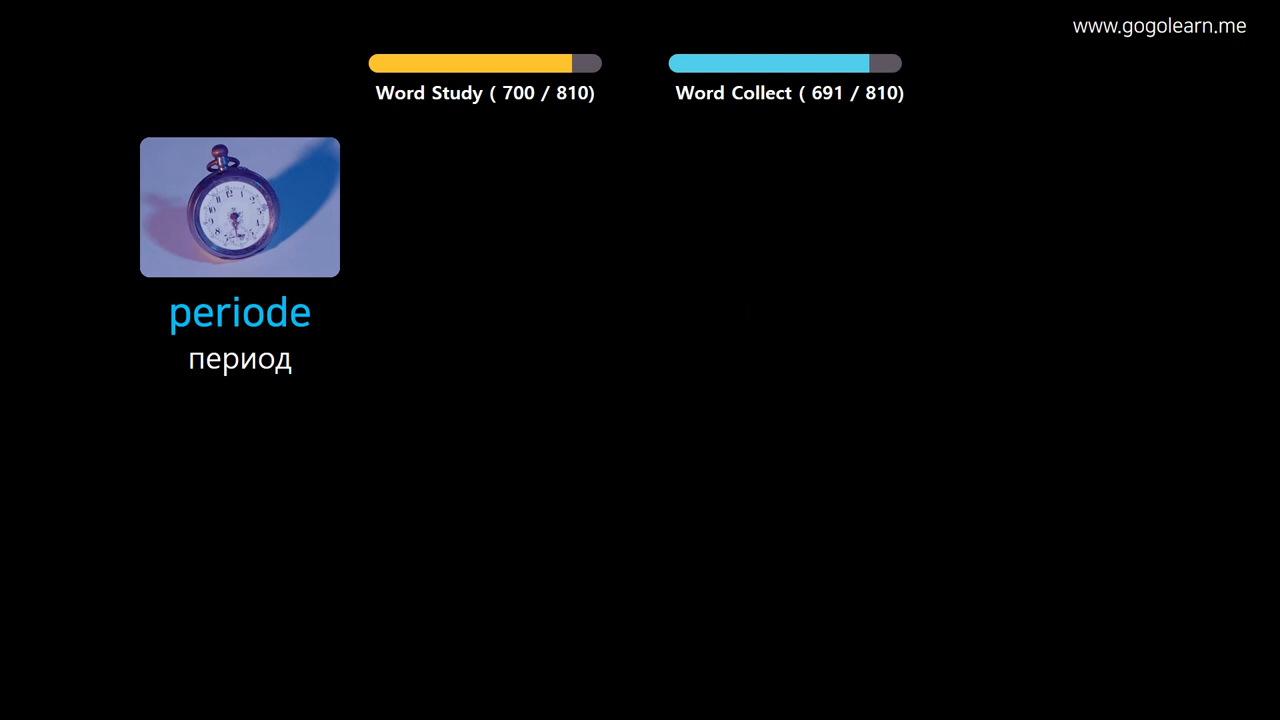 www.gogolearn.me
Word Study ( 700 / 810)
Word Collect ( 691 / 810)
periode
период